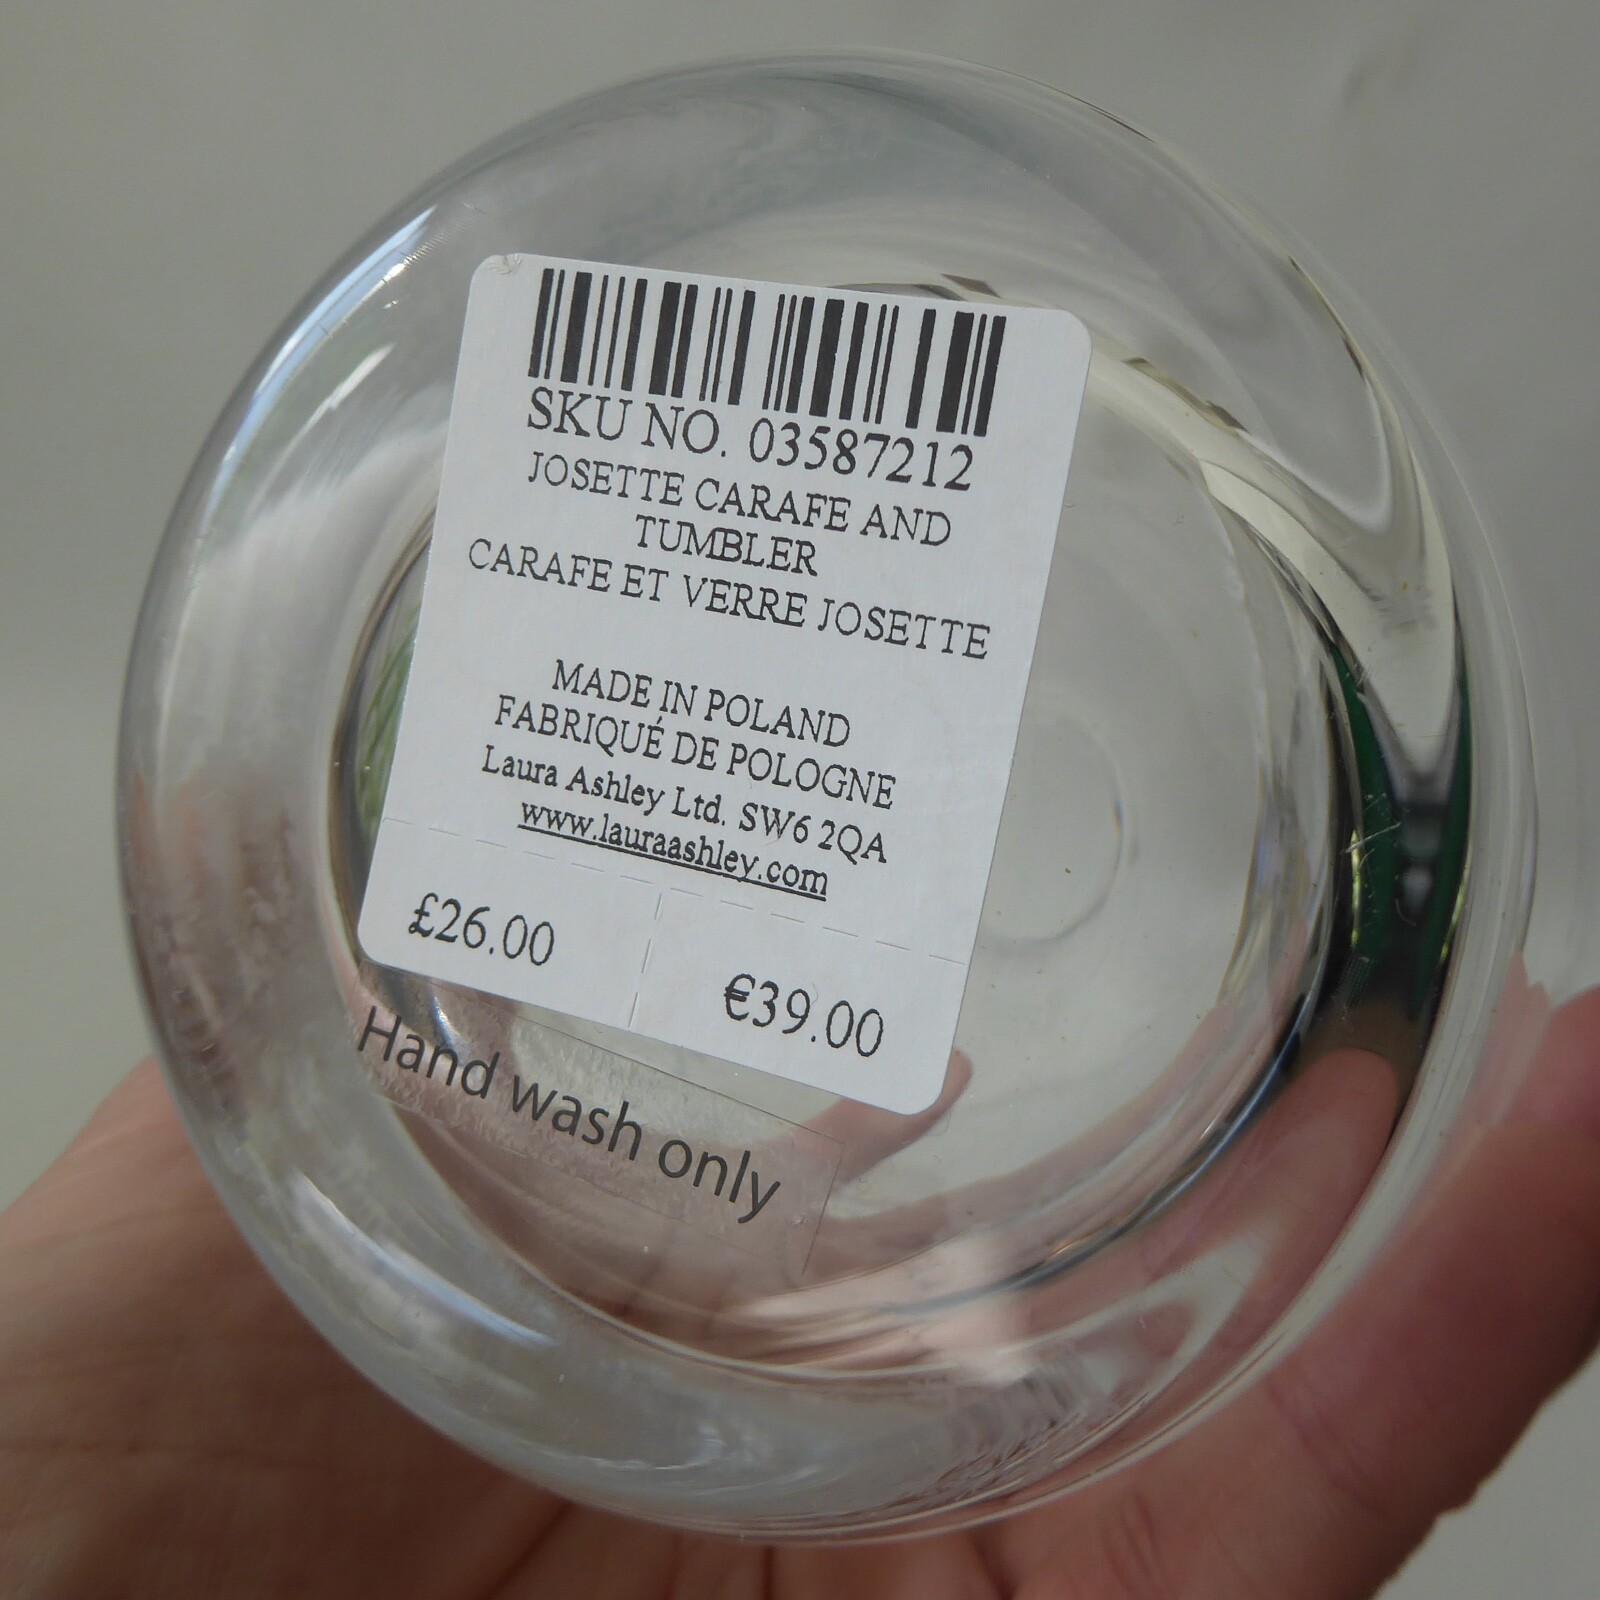 SKU NO. 03587212
JOSETTE CARAFE AND
TUMBLER
CARAFE ET VERRE JOSETTE
MADE IN POLAND
FABRIQUÉ DE POLOGNE
Laura Ashley Ltd. SW6 2QA
www.lauraashley.com
£26.00
€39.00
Hand wash only